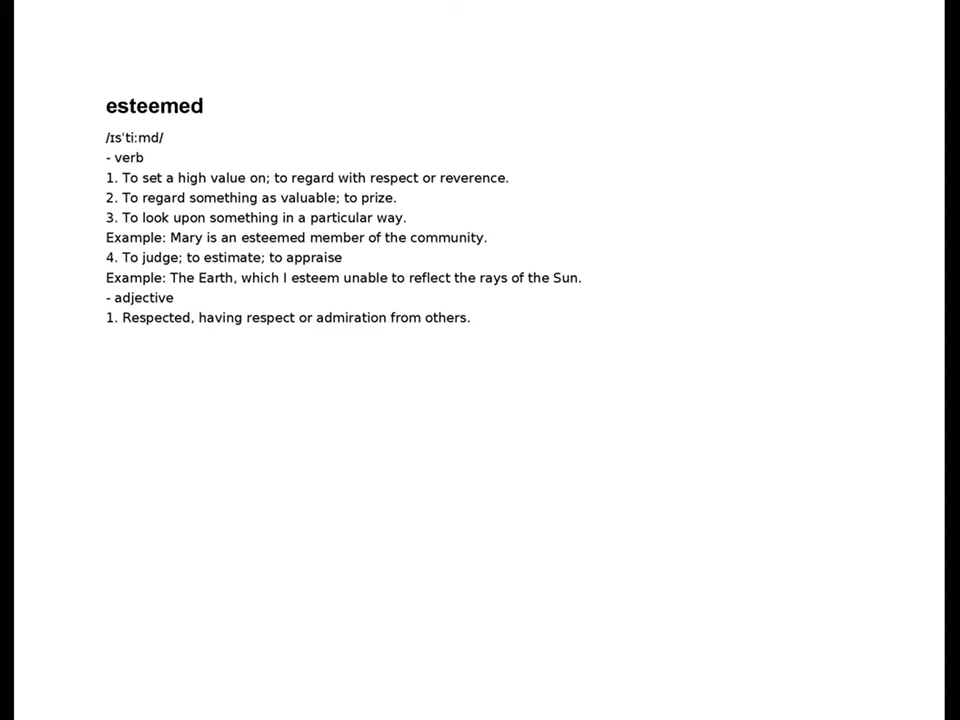 esteemed
/ɪsˈtiːmd/
- verb
1. To set a high value on; to regard with respect or reverence.
2. To regard something as valuable; to prize.
3. To look upon something in a particular way.
Example: Mary is an esteemed member of the community.
4. To judge; to estimate; to appraise
Example: The Earth, which I esteem unable to reflect the rays of the Sun.
- adjective
1. Respected, having respect or admiration from others.